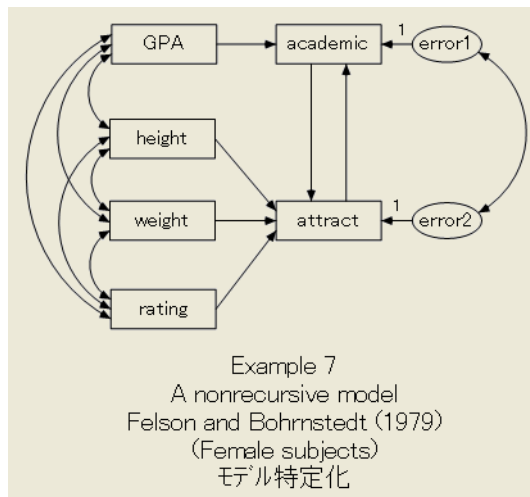 GPA
academic
1
error1
height
weight
attract
1
error2
rating
Example 7
A nonrecursive model
Felson and Bohrnstedt (1979)
(Female subjects)
モデル特定化